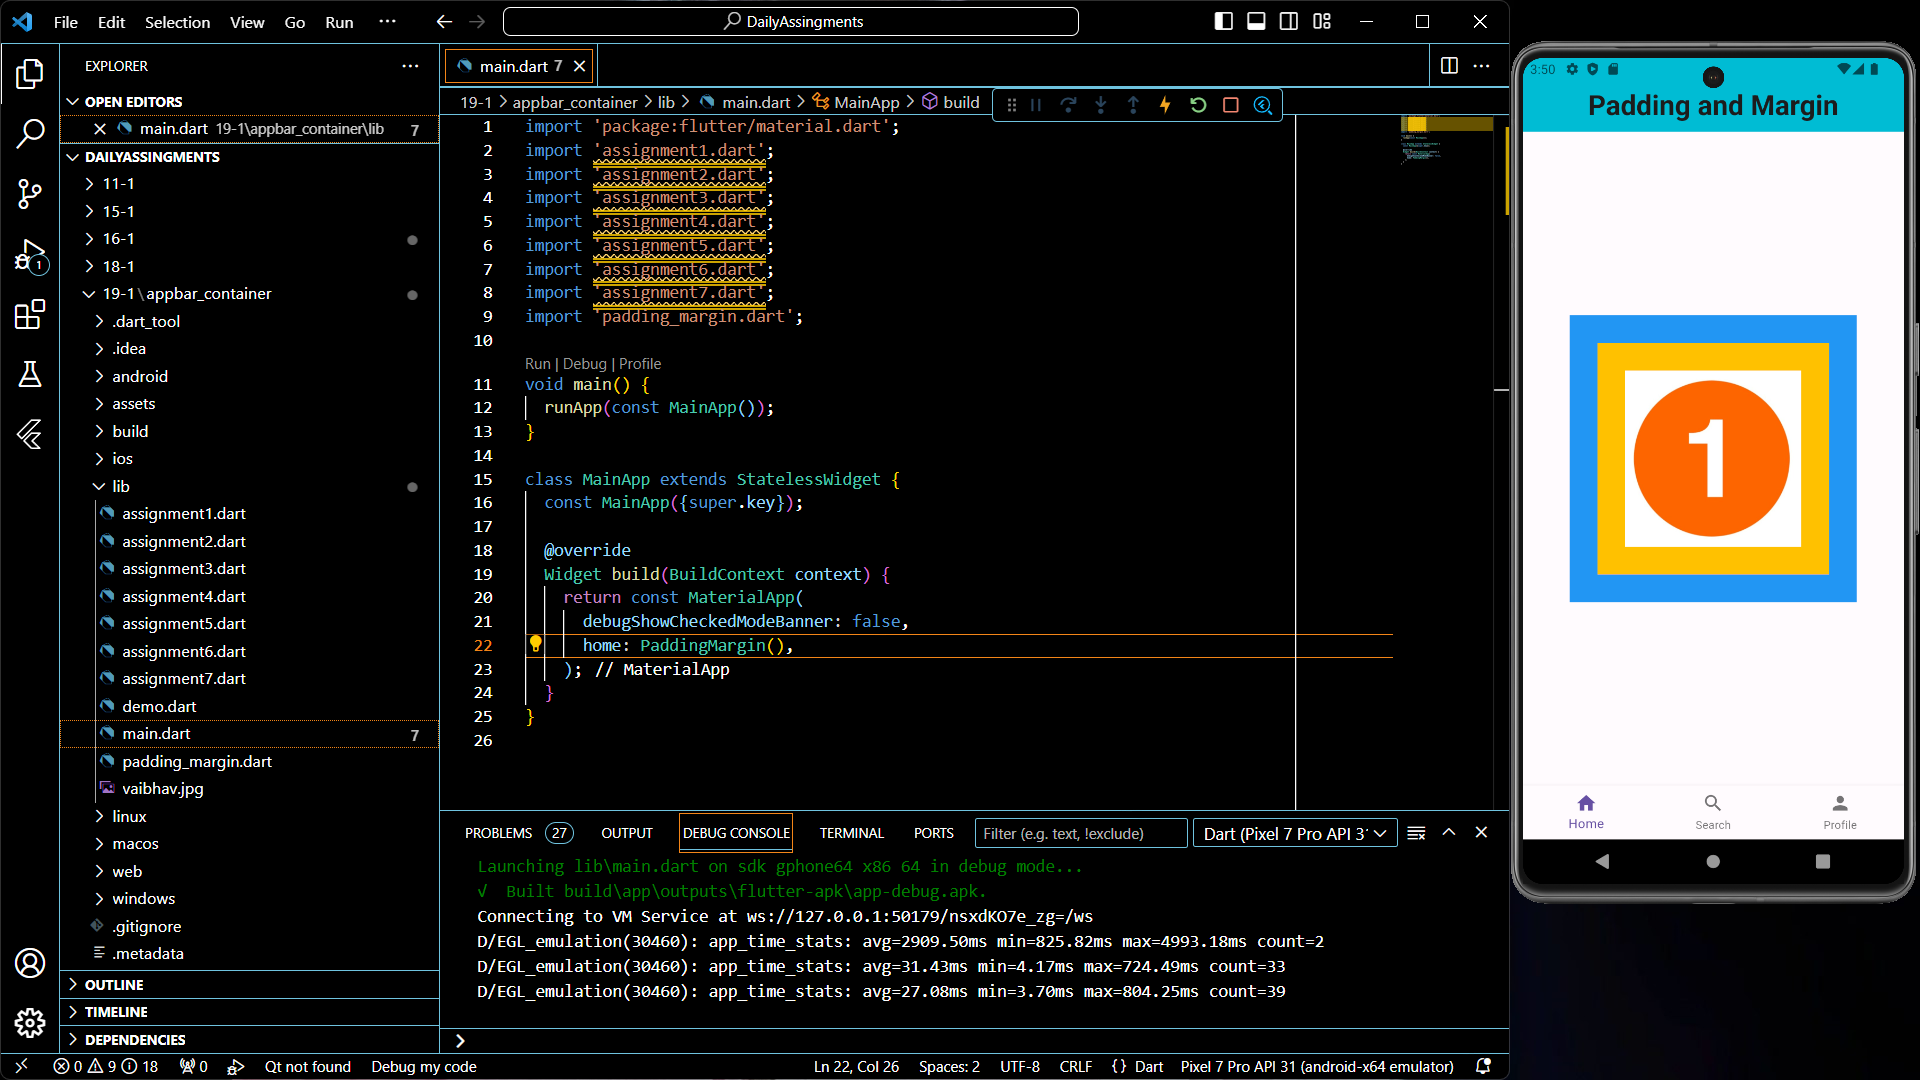 File Edit Selection View Go Run ···
DailyAssingments
EXPLORER
OPEN EDITORS
main.dart 19-1\appbar_container\lib 7
DAILYASSINGMENTS
11-1
15-1
16-1
18-1
19-1\appbar_container
.dart_tool
.idea
android
assets
build
ios
lib
assignment1.dart
assignment2.dart
assignment3.dart
assignment4.dart
assignment5.dart
assignment6.dart
assignment7.dart
demo.dart
main.dart 7
padding_margin.dart
vaibhav.jpg
linux
macos
web
windows
.gitignore
.metadata
OUTLINE
TIMELINE
DEPENDENCIES
1
main.dart 7
19-1 > appbar_container > lib > main.dart > MainApp > build
1 import 'package:flutter/material.dart';
2 import 'assignment1.dart';
3 import 'assignment2.dart';
4 import 'assignment3.dart';
5 import 'assignment4.dart';
6 import 'assignment5.dart';
7 import 'assignment6.dart';
8 import 'assignment7.dart';
9 import 'padding_margin.dart';
10
Run | Debug | Profile
11 void main() {
12 runApp(const MainApp());
13 }
14
15 class MainApp extends StatelessWidget {
16 const MainApp({super.key});
17
18 @override
19 Widget build(BuildContext context) {
20 return const MaterialApp(
21 debugShowCheckedModeBanner: false,
22 home: PaddingMargin(),
23 ); // MaterialApp
24 }
25 }
26
PROBLEMS 27 OUTPUT DEBUG CONSOLE TERMINAL PORTS Filter (e.g. text, !exclude) Dart (Pixel 7 Pro API 31
Launching lib\main.dart on sdk gphone64 x86 64 in debug mode...
√ Built build\app\outputs\flutter-apk\app-debug.apk.
Connecting to VM Service at ws://127.0.0.1:50179/nsxdKO7e_zg=/ws
D/EGL_emulation(30460): app_time_stats: avg=2909.50ms min=825.82ms max=4993.18ms count=2
D/EGL_emulation(30460): app_time_stats: avg=31.43ms min=4.17ms max=724.49ms count=33
D/EGL_emulation(30460): app_time_stats: avg=27.08ms min=3.70ms max=804.25ms count=39
0 9 18 0 Qt not found Debug my code Ln 22, Col 26 Spaces: 2 UTF-8 CRLF {} Dart Pixel 7 Pro API 31 (android-x64 emulator)
3:50
Padding and Margin
1
Home Search Profile